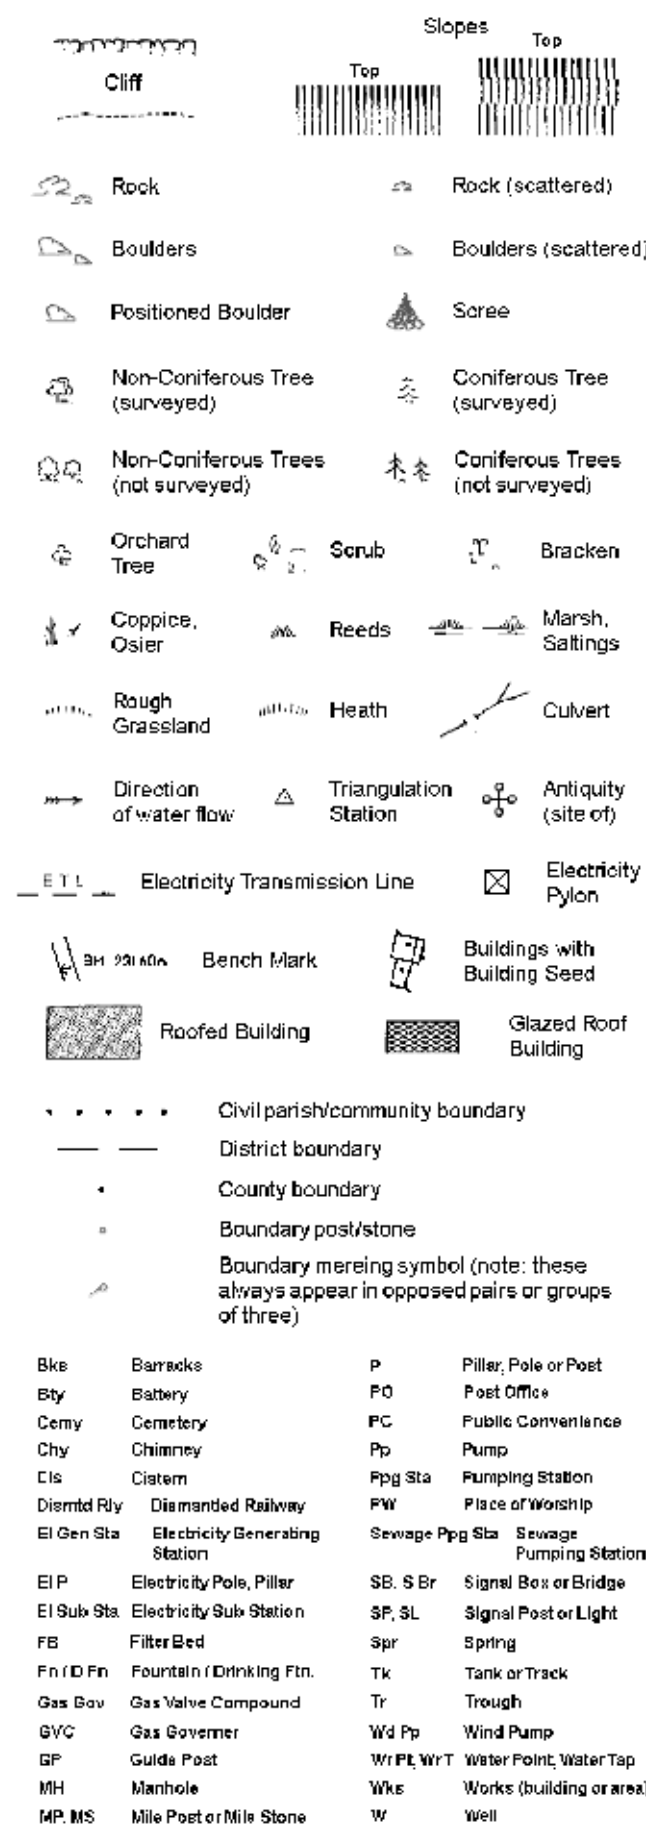 Slopes
Top
Top
Cliff
Rock
Rock (scattered)
Boulders
Boulders (scattered)
Positioned Boulder
Scree
Non-Coniferous Tree
(surveyed)
Coniferous Tree
(surveyed)
Non-Coniferous Trees
(not surveyed)
Coniferous Trees
(not surveyed)
Orchard
Tree
Scrub
Bracken
Coppice,
Osier
Reeds
Marsh,
Saltings
Rough
Grassland
Heath
Culvert
Direction
of water flow
Triangulation
Station
Antiquity
(site of)
E T L
Electricity Transmission Line
Electricity
Pylon
BM
Bench Mark
Buildings with
Building Seed
Roofed Building
Glazed Roof
Building
Civil parish/community boundary
District boundary
County boundary
Boundary post/stone
Boundary mereing symbol (note: these
always appear in opposed pairs or groups
of three)
Bks Barracks
P Pillar, Pole or Post
Bty Battery
PO Post Office
Cemy Cemetery
PC Public Convenience
Chy Chimney
Pp Pump
Cis Cistern
Ppg Sta Pumping Station
Dismtd Rly Dismantled Railway
PW Place of Worship
El Gen Sta Electricity Generating
Station
Sewage Ppg Sta Sewage
Pumping Station
El P Electricity Pole, Pillar
SB, S Br Signal Box or Bridge
El Sub Sta Electricity Sub Station
SP, SL Signal Post or Light
FB Filter Bed
Spr Spring
Fn / D Fn Fountain / Drinking Ftn.
Tk Tank or Track
Gas Gov Gas Valve Compound
Tr Trough
GVC Gas Governer
Wd Pp Wind Pump
GP Guide Post
Wr Pt, Wr T Water Point, Water Tap
MH Manhole
Wks Works (building or area)
MP, MS Mile Post or Mile Stone
W Well